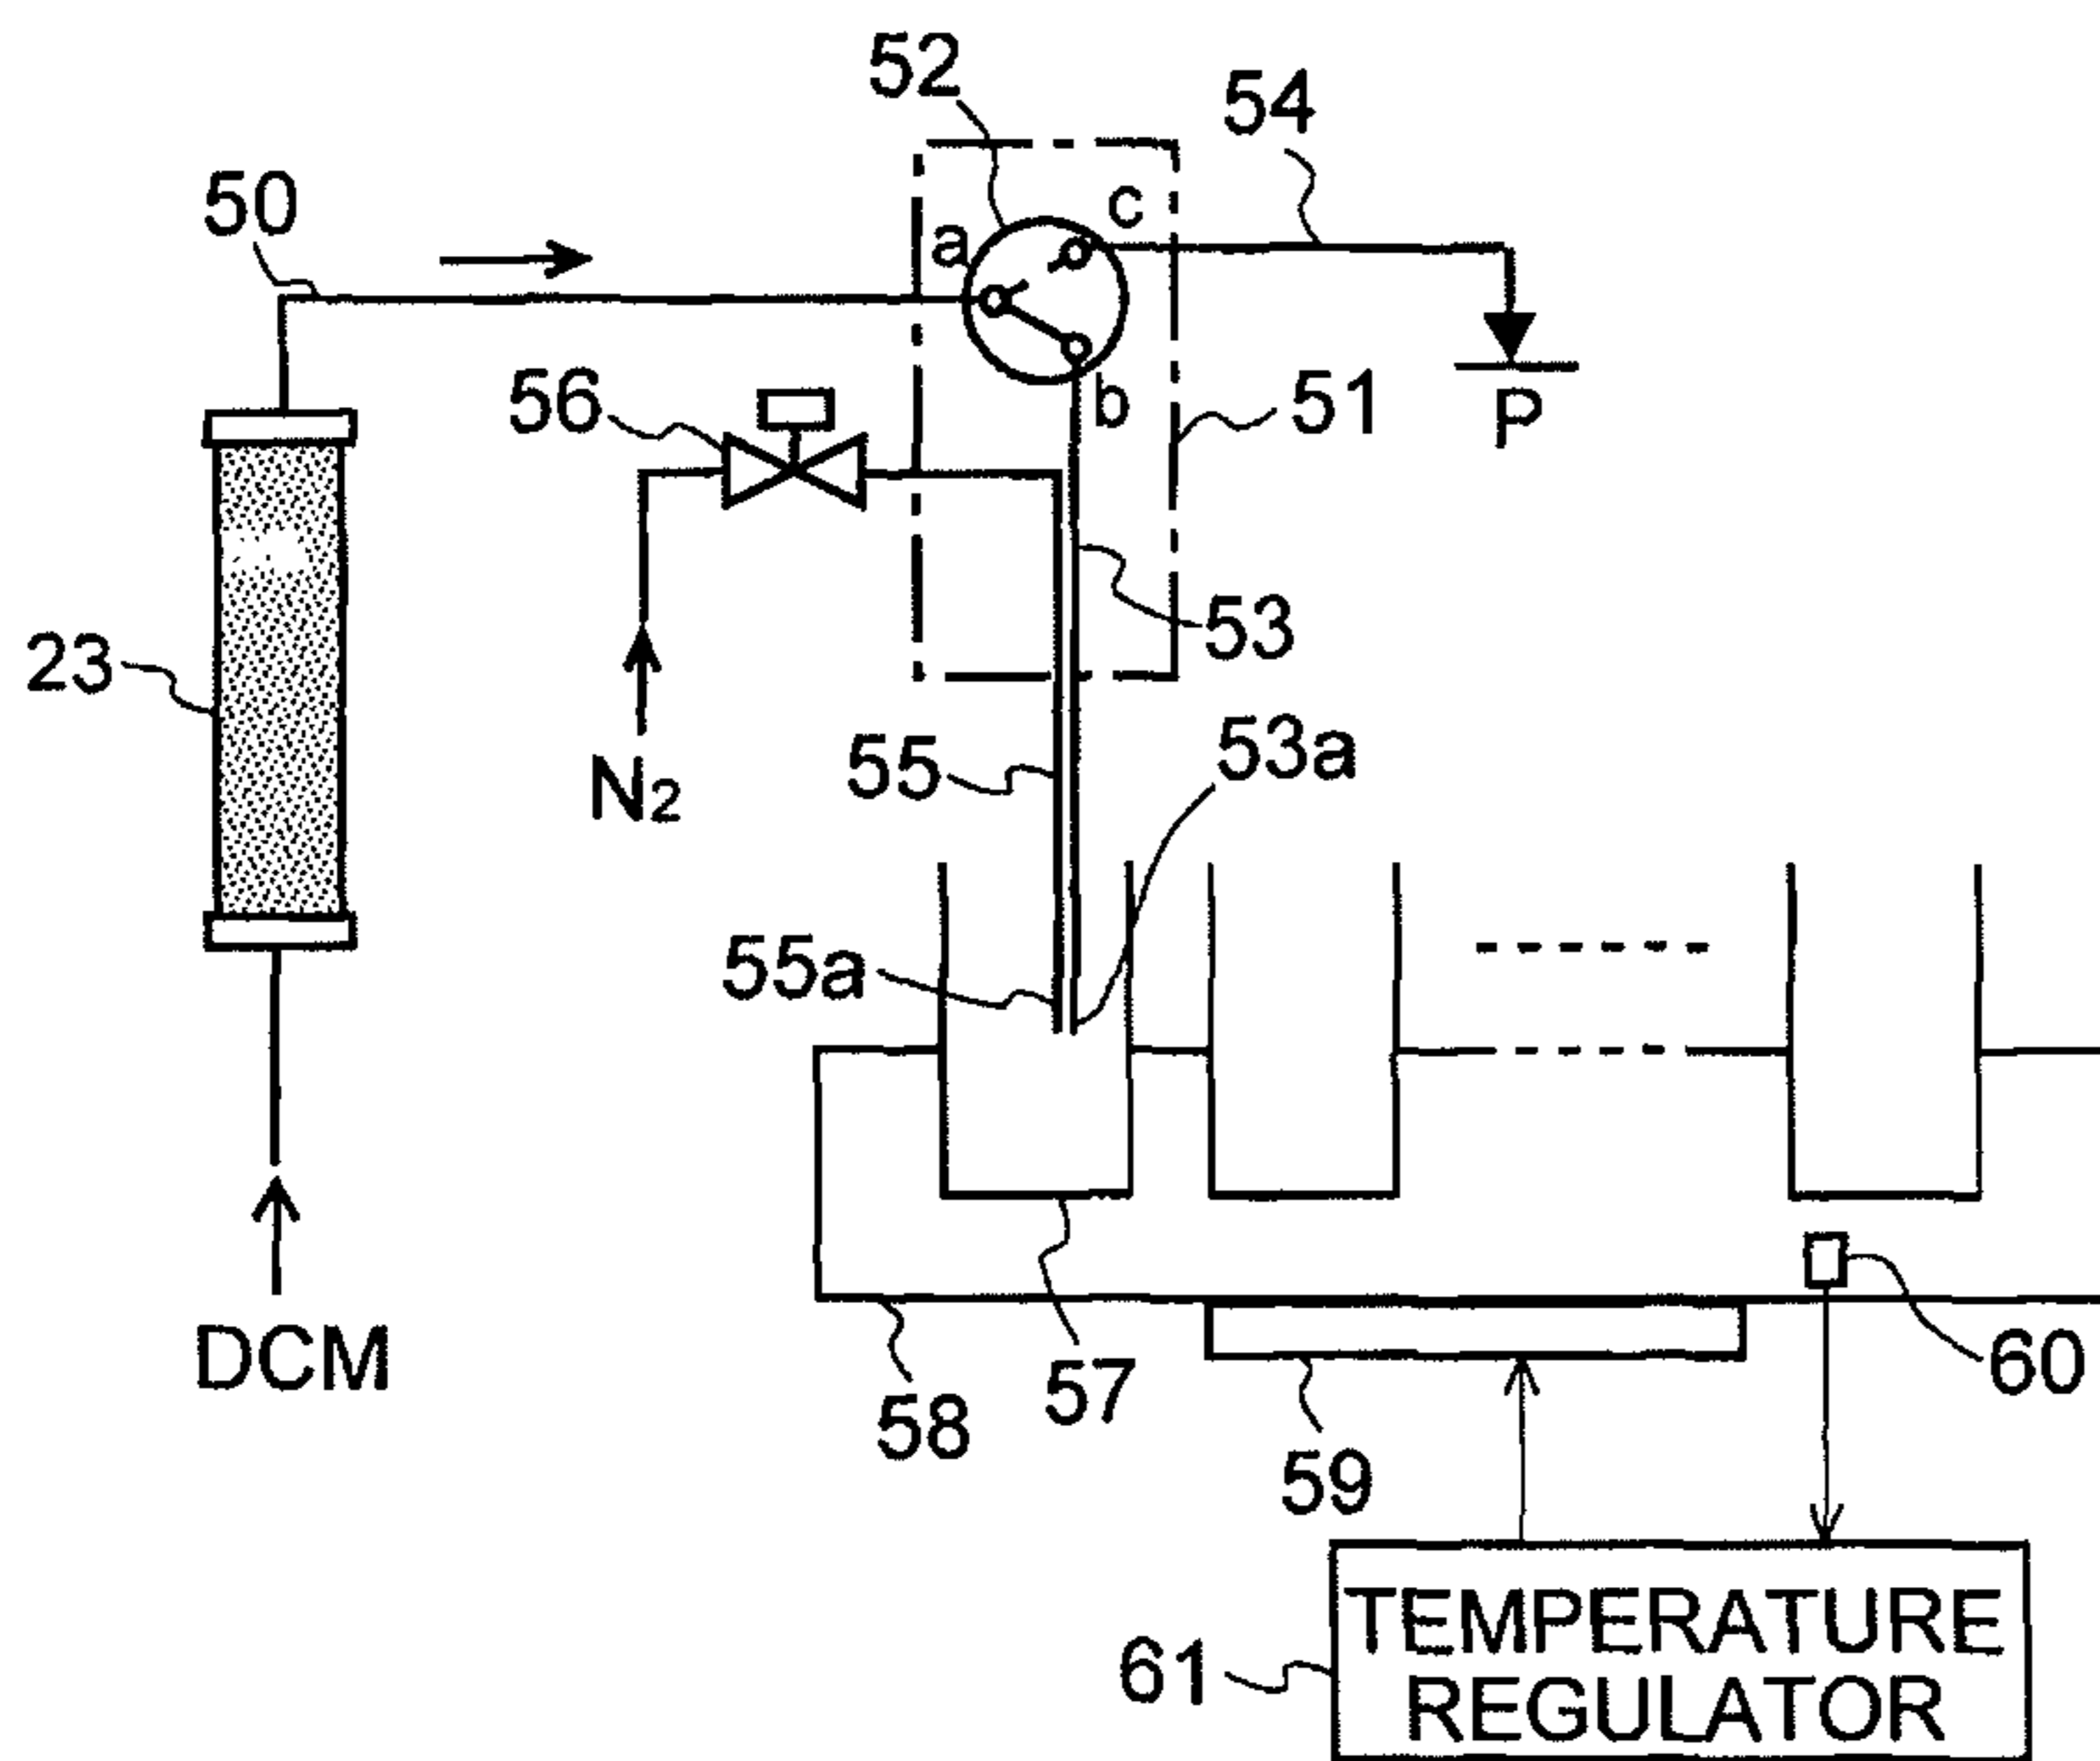 52
54
50
c
a
56
b
51
P
53
23
55
53a
N2
55a
DCM
57
60
58
59
61
TEMPERATURE
REGULATOR